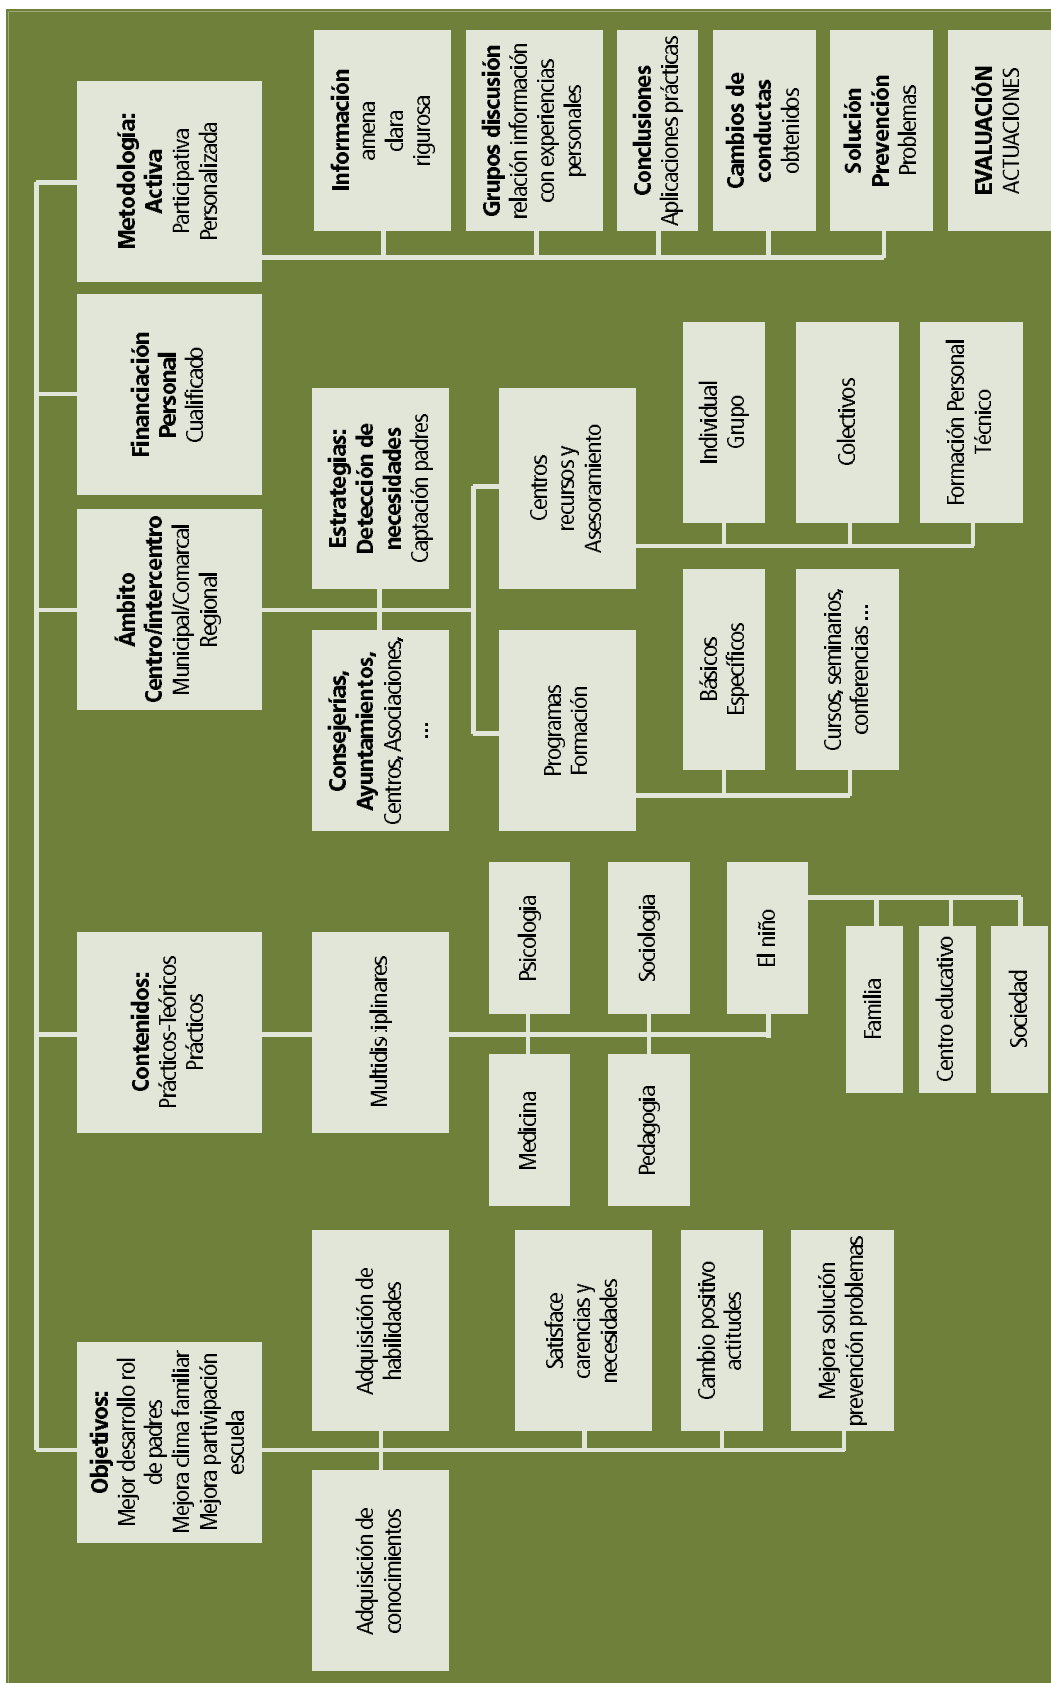 Objetivos:
Mejor desarrollo rol
de padres
Mejora clima familiar
Mejora partivipación
escuela
Contenidos:
Prácticos-Teóricos
Prácticos
Ámbito
Centro/intercentro
Municipal/Comarcal
Regional
Financiación
Personal
Cualificado
Metodología:
Activa
Participativa
Personalizada
Adquisición de
conocimientos
Adquisición de
habilidades
Satisface
carencias y
necesidades
Cambio positivo
actitudes
Mejora solución
prevención problemas
Multidisciplinares
Medicina
Psicologia
Pedagogia
Sociologia
El niño
Familia
Centro educativo
Sociedad
Consejerías,
Ayuntamientos,
Centros, Asociaciones,
...
Estrategias:
Detección de
necesidades
Captación padres
Programas
Formación
Centros
recursos y
Asesoramiento
Básicos
Específicos
Cursos, seminarios,
conferencias ...
Individual
Grupo
Colectivos
Formación Personal
Técnico
Información
amena
clara
rigurosa
Grupos discusión
relación información
con experiencias
personales
Conclusiones
Aplicaciones prácticas
Cambios de
conductas
obtenidos
Solución
Prevención
Problemas
EVALUACIÓN
ACTUACIONES